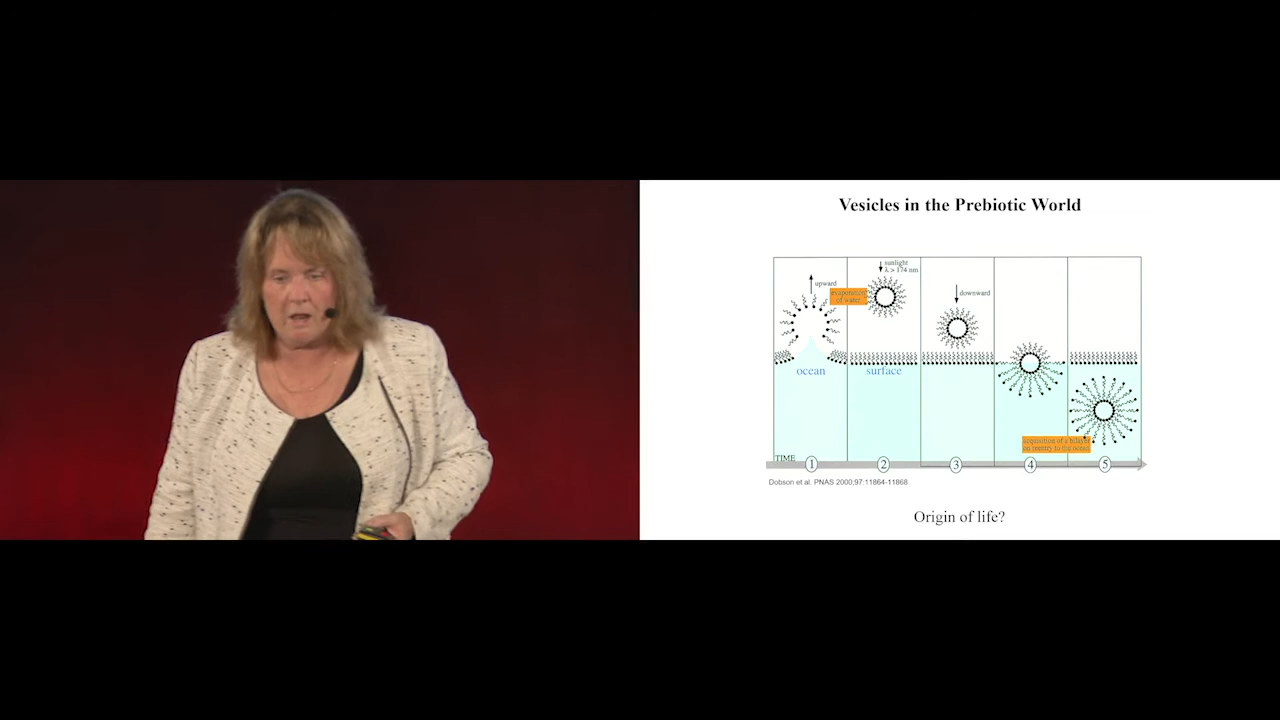 Vesicles in the Prebiotic World
sunlight
λ > 174 nm
upward
evaporation
of water
downward
ocean
surface
acquisition of a bilayer
on reentry to the ocean
TIME
1
2
3
4
5
Dobson et al. PNAS 2000;97:11864-11868
Origin of life?